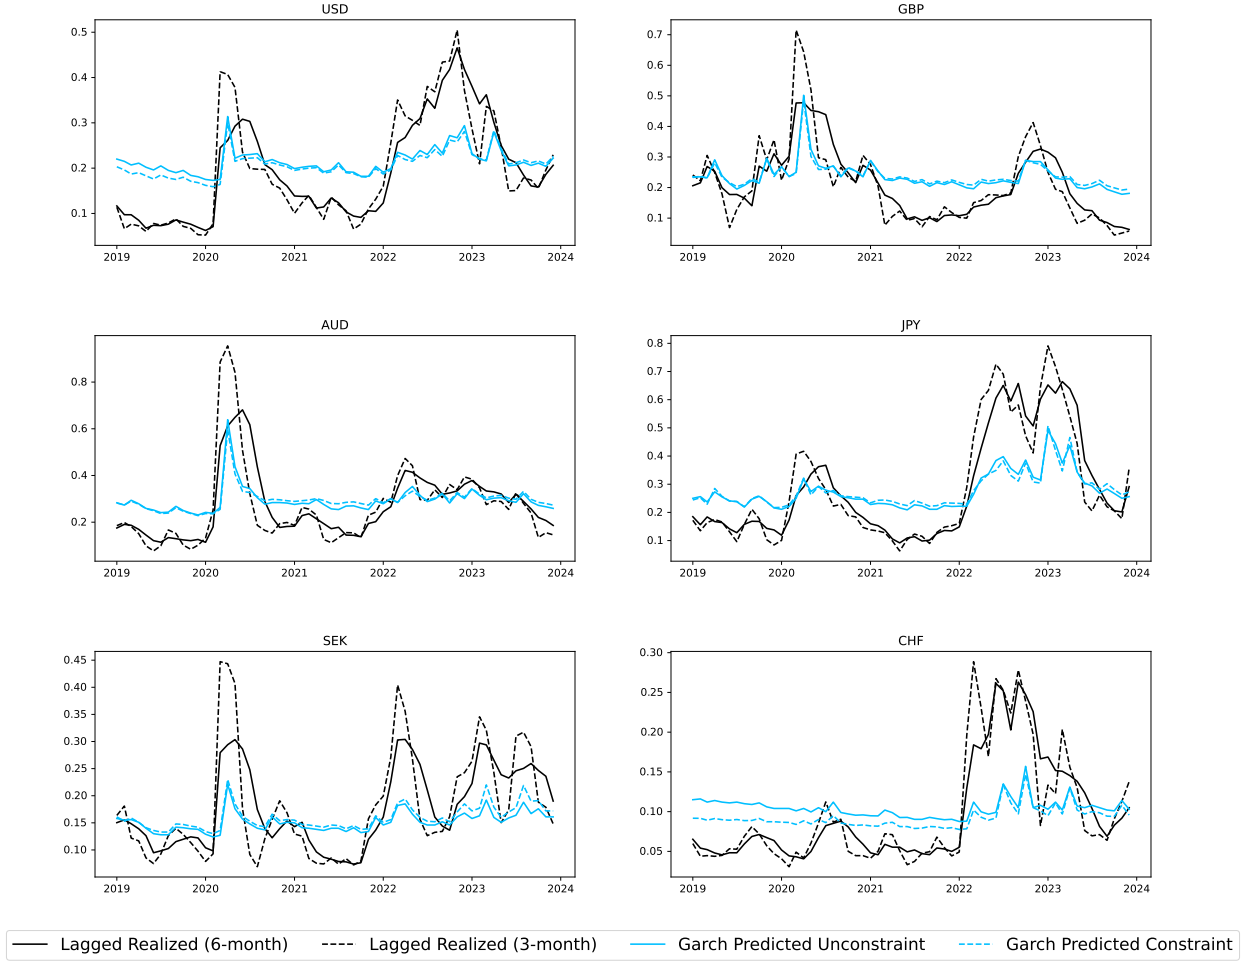 USD
0.5
0.4
0.3
0.2
0.1
2019 2020 2021 2022 2023 2024
GBP
0.7
0.6
0.5
0.4
0.3
0.2
0.1
2019 2020 2021 2022 2023 2024
AUD
0.8
0.6
0.4
0.2
2019 2020 2021 2022 2023 2024
JPY
0.8
0.7
0.6
0.5
0.4
0.3
0.2
0.1
2019 2020 2021 2022 2023 2024
SEK
0.45
0.40
0.35
0.30
0.25
0.20
0.15
0.10
2019 2020 2021 2022 2023 2024
CHF
0.30
0.25
0.20
0.15
0.10
0.05
2019 2020 2021 2022 2023 2024
Lagged Realized (6-month) Lagged Realized (3-month) Garch Predicted Unconstraint Garch Predicted Constraint